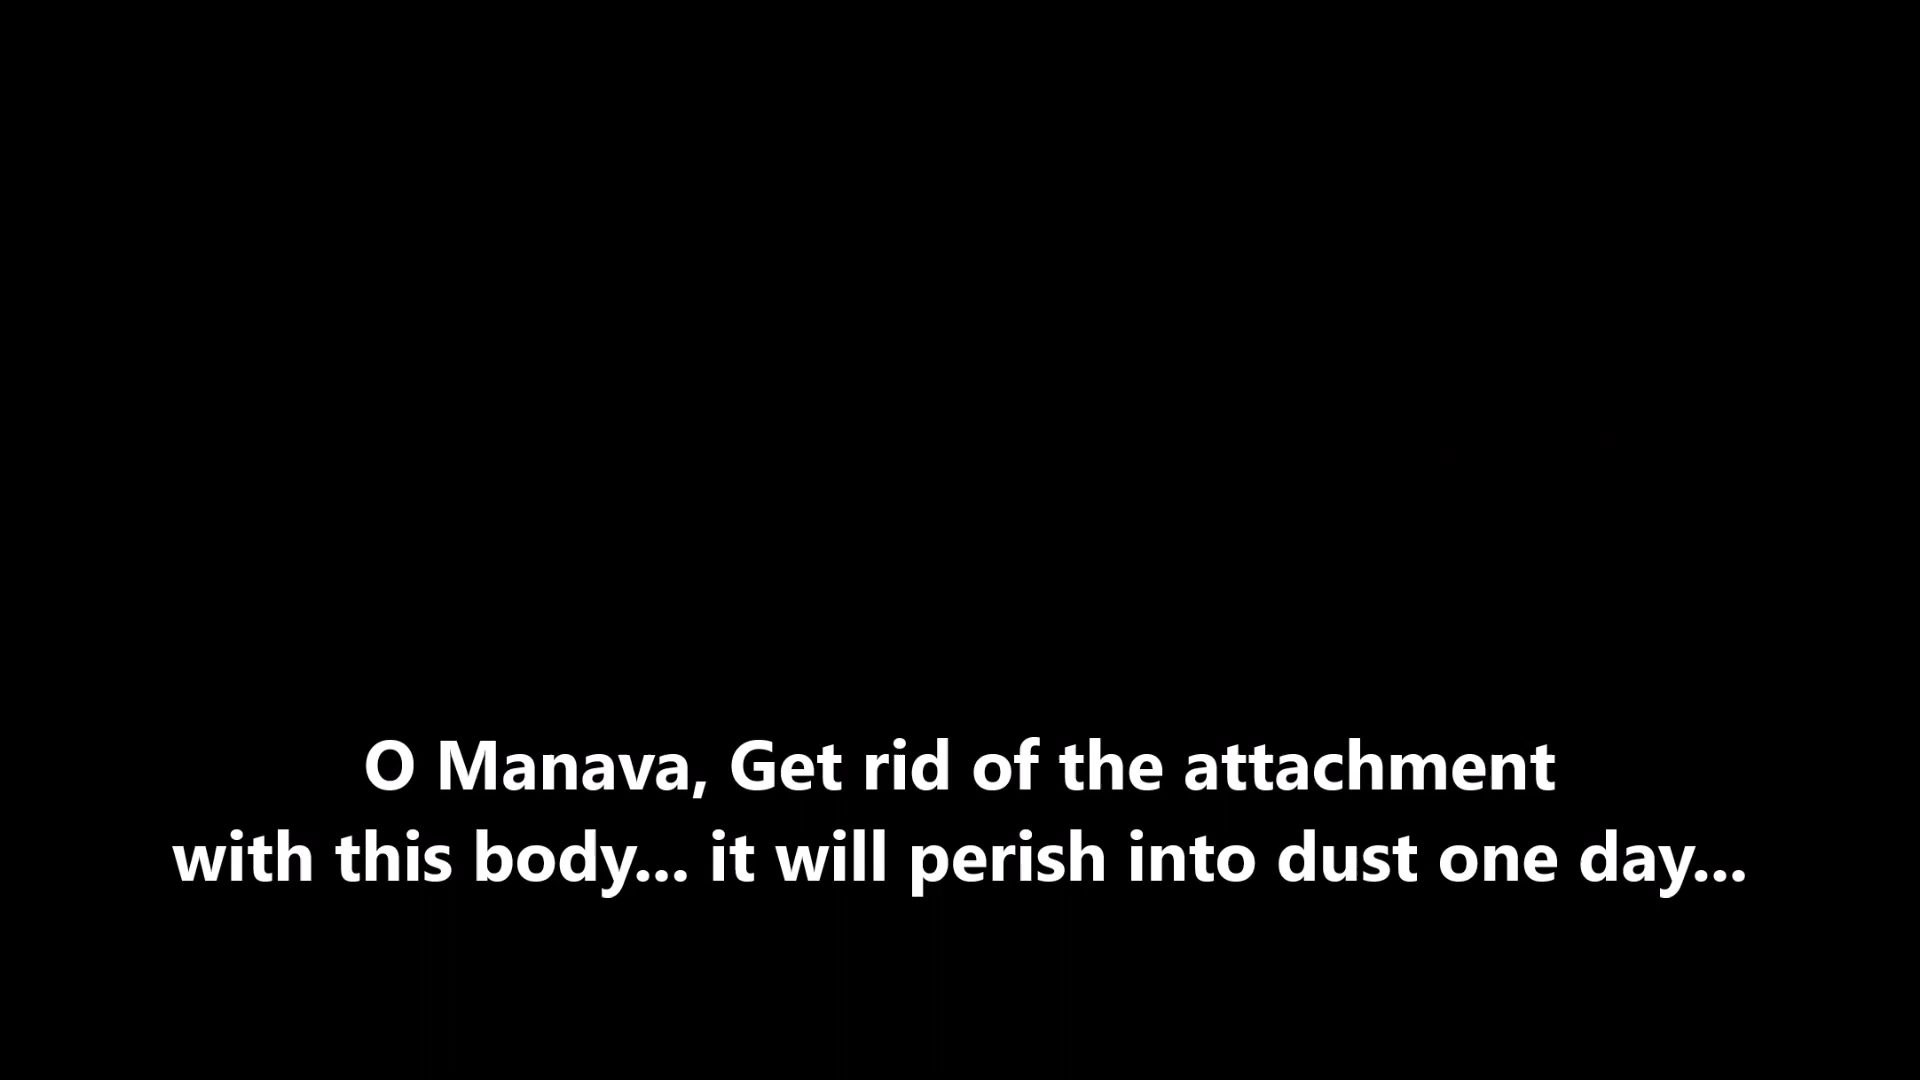 O Manava, Get rid of the attachment
with this body... it will perish into dust one day...